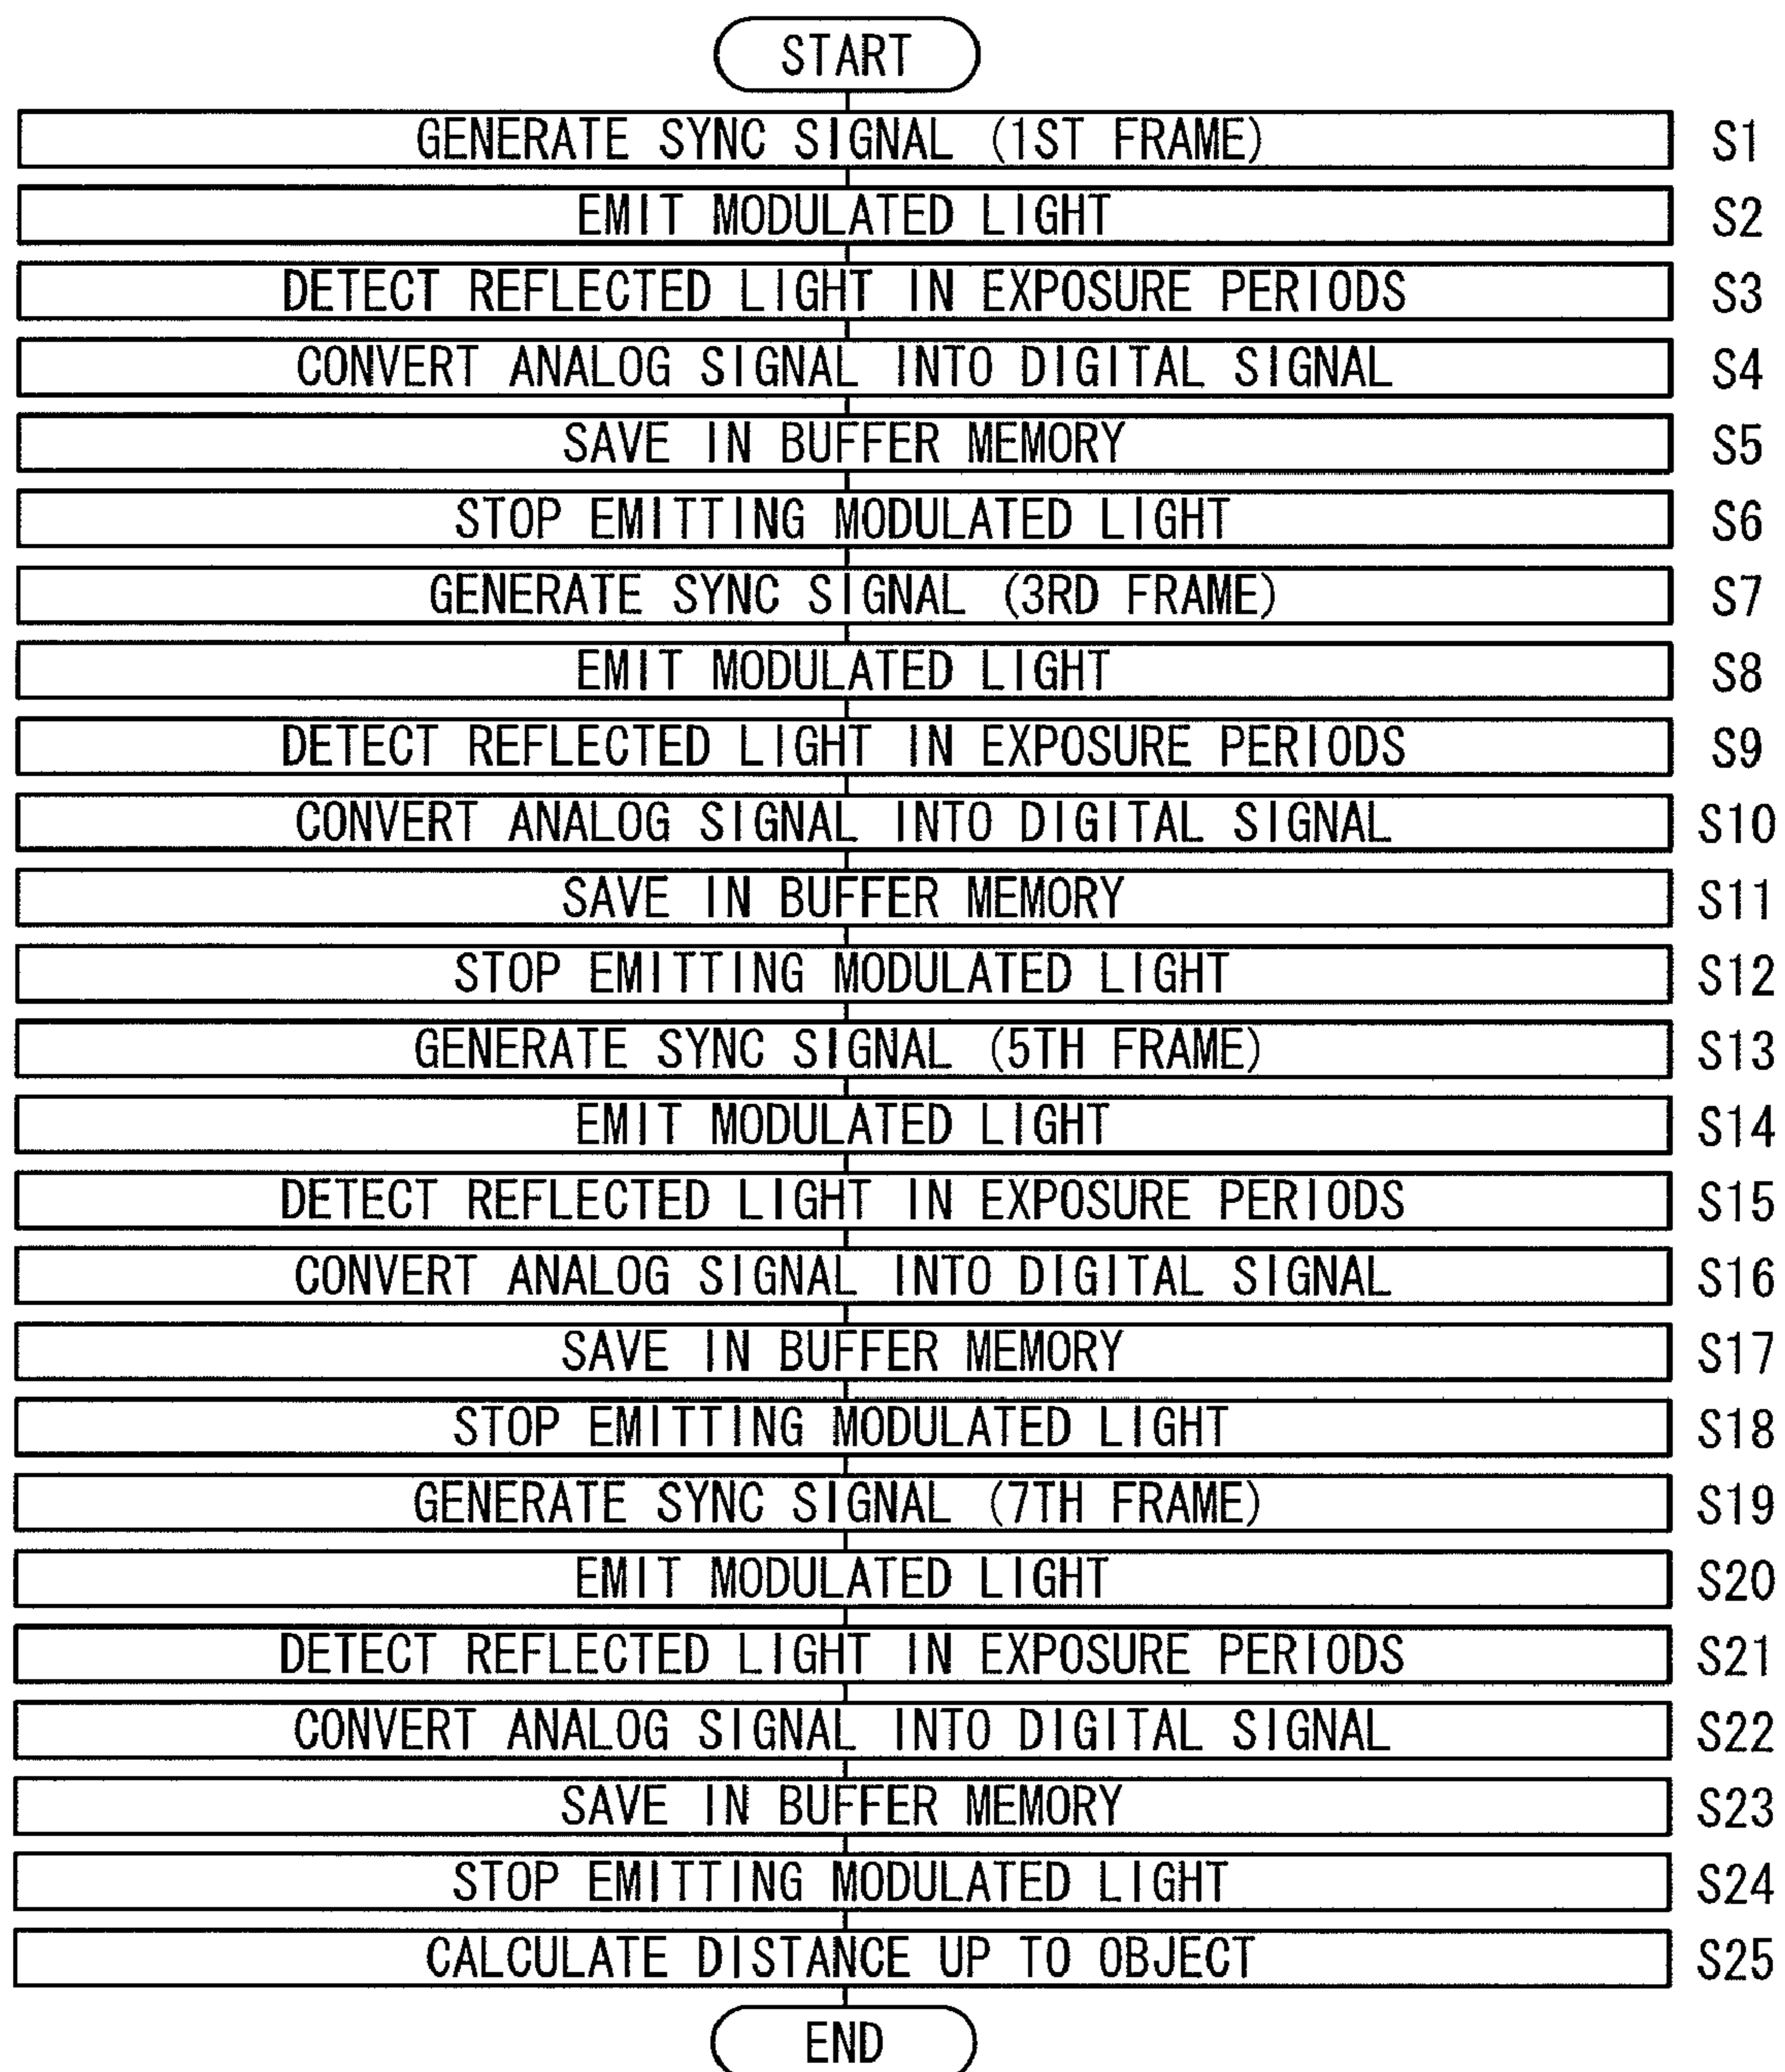 START
GENERATE SYNC SIGNAL (1ST FRAME) S1
EMIT MODULATED LIGHT S2
DETECT REFLECTED LIGHT IN EXPOSURE PERIODS S3
CONVERT ANALOG SIGNAL INTO DIGITAL SIGNAL S4
SAVE IN BUFFER MEMORY S5
STOP EMITTING MODULATED LIGHT S6
GENERATE SYNC SIGNAL (3RD FRAME) S7
EMIT MODULATED LIGHT S8
DETECT REFLECTED LIGHT IN EXPOSURE PERIODS S9
CONVERT ANALOG SIGNAL INTO DIGITAL SIGNAL S10
SAVE IN BUFFER MEMORY S11
STOP EMITTING MODULATED LIGHT S12
GENERATE SYNC SIGNAL (5TH FRAME) S13
EMIT MODULATED LIGHT S14
DETECT REFLECTED LIGHT IN EXPOSURE PERIODS S15
CONVERT ANALOG SIGNAL INTO DIGITAL SIGNAL S16
SAVE IN BUFFER MEMORY S17
STOP EMITTING MODULATED LIGHT S18
GENERATE SYNC SIGNAL (7TH FRAME) S19
EMIT MODULATED LIGHT S20
DETECT REFLECTED LIGHT IN EXPOSURE PERIODS S21
CONVERT ANALOG SIGNAL INTO DIGITAL SIGNAL S22
SAVE IN BUFFER MEMORY S23
STOP EMITTING MODULATED LIGHT S24
CALCULATE DISTANCE UP TO OBJECT S25
END